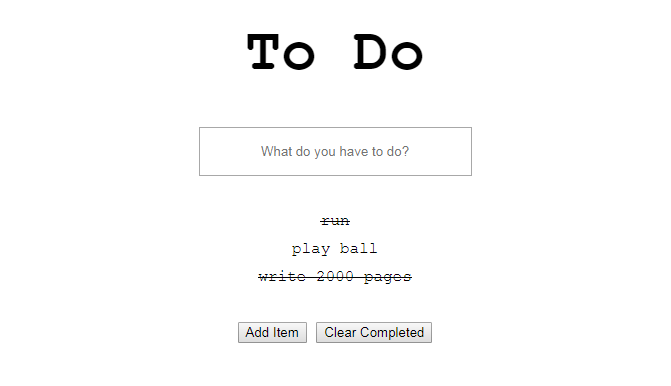 To Do
What do you have to do?
run
play ball
write 2000 pages
Add Item Clear Completed